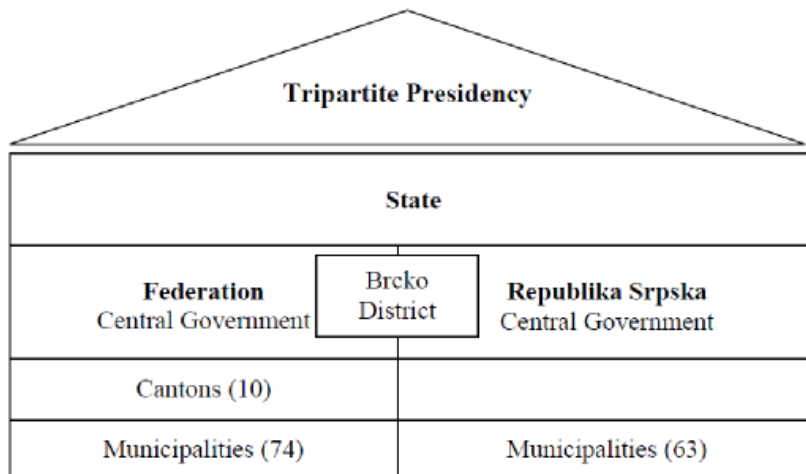 Tripartite Presidency
State
Federation
Central Government
Brcko
District
Republika Srpska
Central Government
Cantons (10)
Municipalities (74)
Municipalities (63)